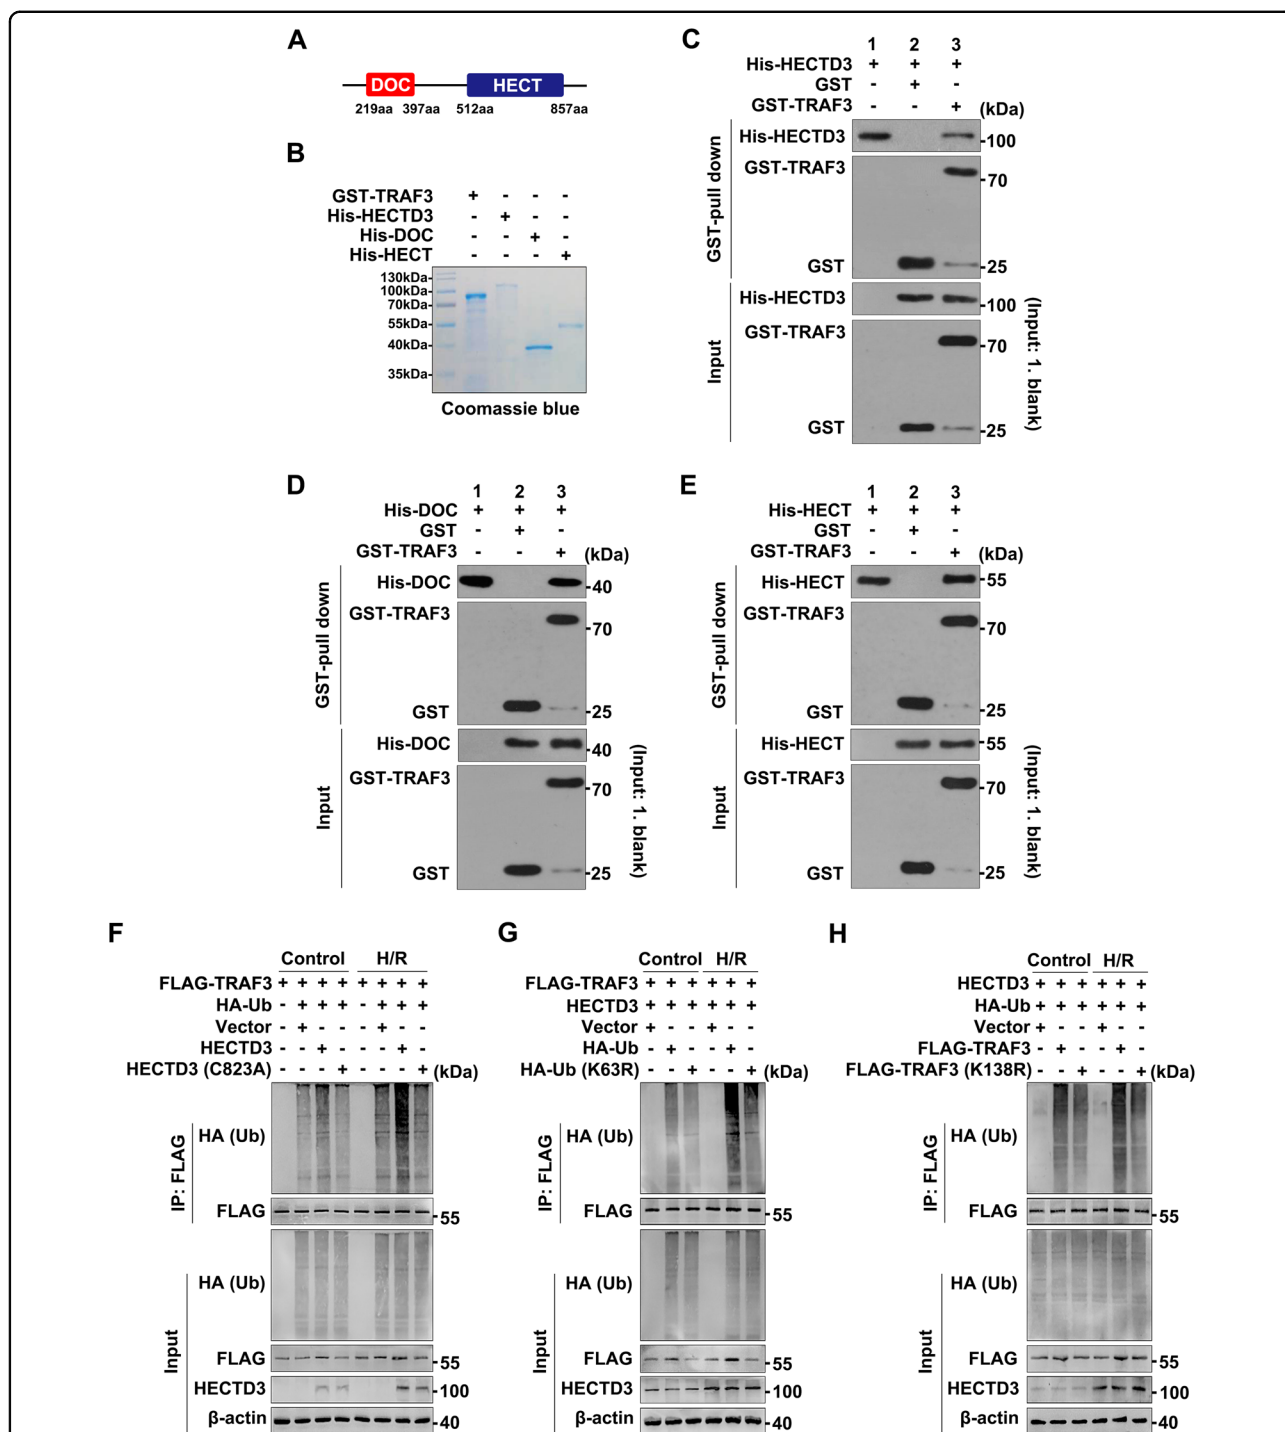 A
DOC
HECT
219aa 397aa 512aa 857aa
B
GST-TRAF3 + - - -
His-HECTD3 - + - -
His-DOC - - + -
His-HECT - - - +
130kDa-
100kDa-
70kDa-
55kDa-
40kDa-
35kDa-
Coomassie blue
C
1 2 3
His-HECTD3 + + +
GST - + -
GST-TRAF3 - - + (kDa)
GST-pull down
His-HECTD3 -100
GST-TRAF3 -70
GST -25
Input
His-HECTD3 -100
GST-TRAF3 -70
GST -25
(Input: 1. blank)
D
1 2 3
His-DOC + + +
GST - + -
GST-TRAF3 - - + (kDa)
GST-pull down
His-DOC -40
GST-TRAF3 -70
GST -25
Input
His-DOC -40
GST-TRAF3 -70
GST -25
(Input: 1. blank)
E
1 2 3
His-HECT + + +
GST - + -
GST-TRAF3 - - + (kDa)
GST-pull down
His-HECT -55
GST-TRAF3 -70
GST -25
Input
His-HECT -55
GST-TRAF3 -70
GST -25
(Input: 1. blank)
F
Control H/R
FLAG-TRAF3 + + + + + + + +
HA-Ub - + + + - + + +
Vector - + - - - + - -
HECTD3 - - + - - - + -
HECTD3 (C823A) - - - + - - - + (kDa)
IP: FLAG
HA (Ub)
FLAG -55
Input
HA (Ub)
FLAG -55
HECTD3 -100
β-actin -40
G
Control H/R
FLAG-TRAF3 + + + + + +
HECTD3 + + + + + +
Vector + - - + - -
HA-Ub - + - - + -
HA-Ub (K63R) - - + - - + (kDa)
IP: FLAG
HA (Ub)
FLAG -55
Input
HA (Ub)
FLAG -55
HECTD3 -100
β-actin -40
H
Control H/R
HECTD3 + + + + + +
HA-Ub + + + + + +
Vector + - - + - -
FLAG-TRAF3 - + - - + -
FLAG-TRAF3 (K138R) - - + - - + (kDa)
IP: FLAG
HA (Ub)
FLAG -55
Input
HA (Ub)
FLAG -55
HECTD3 -100
β-actin -40